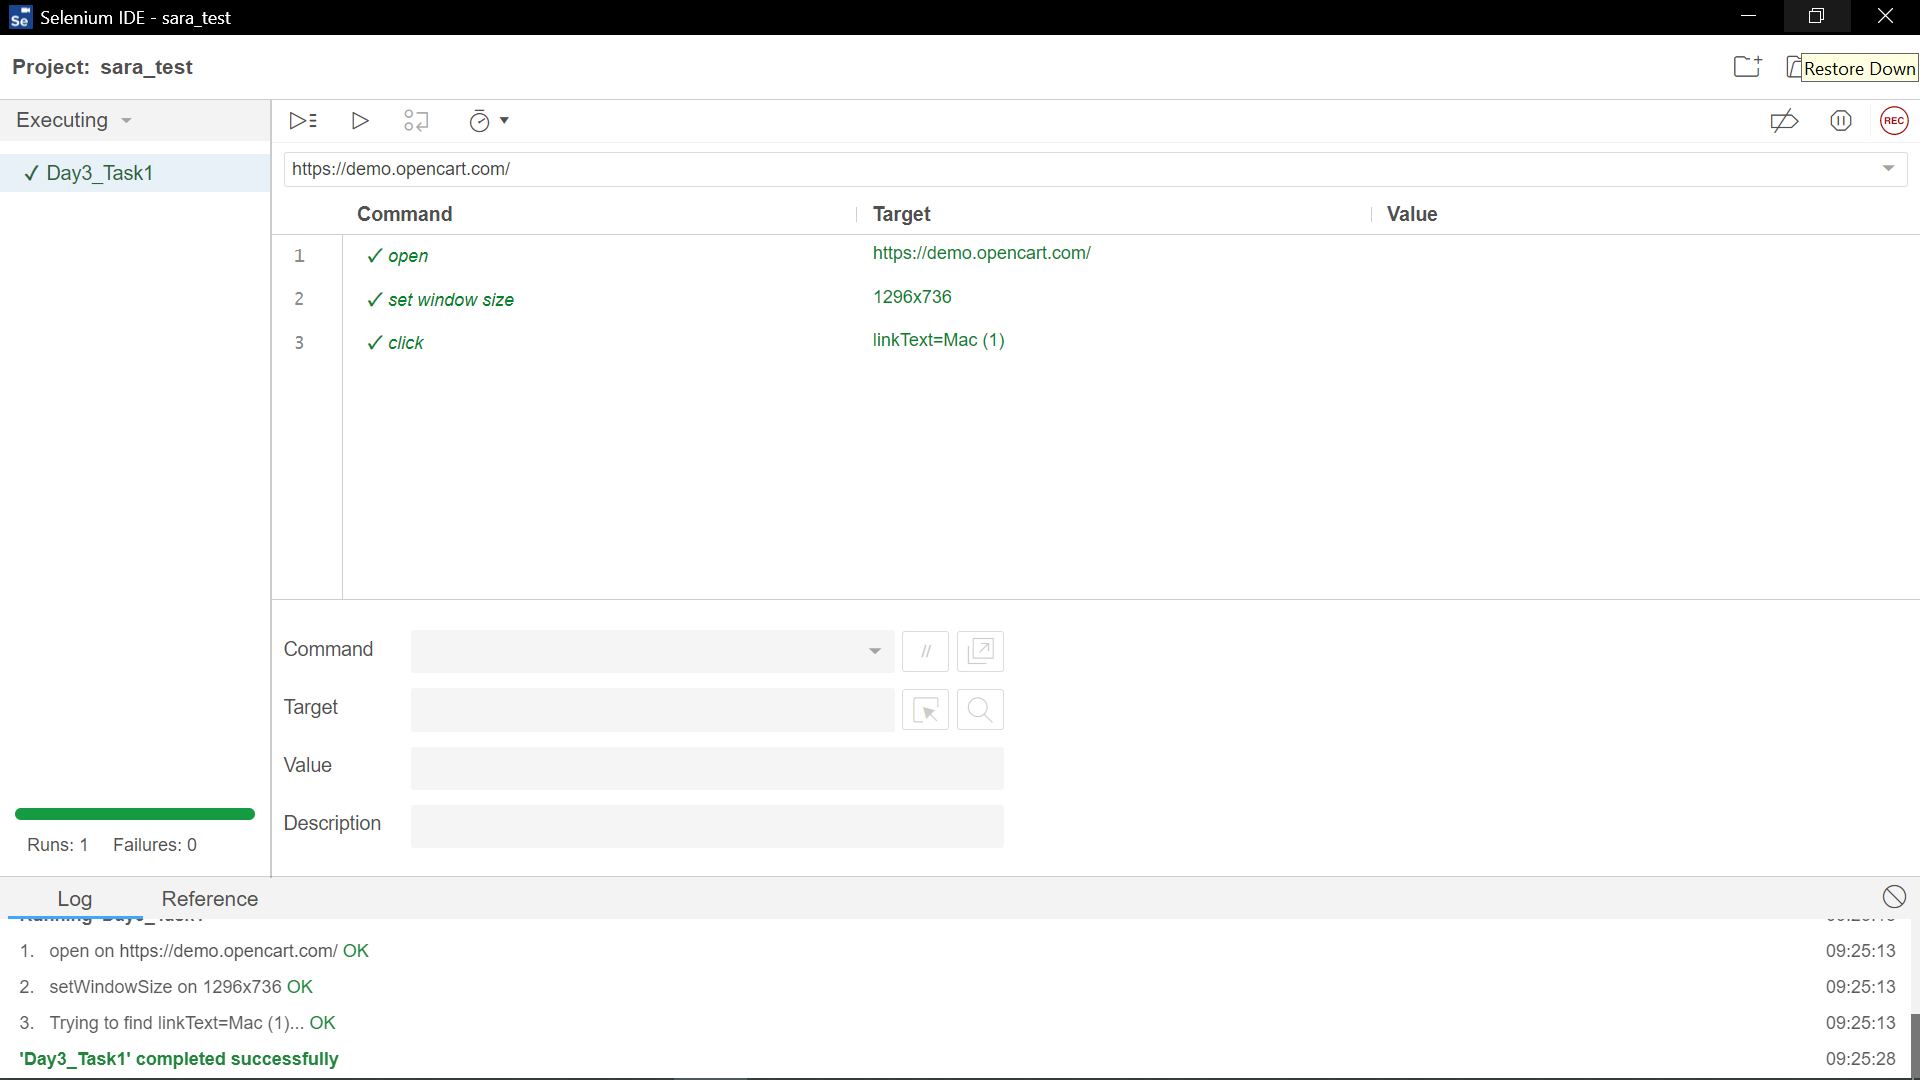 Se Selenium IDE - sara_test
Project: sara_test
Restore Down
Executing
REC
✓ Day3_Task1
https://demo.opencart.com/
Command Target Value
1 ✓ open https://demo.opencart.com/
2 ✓ set window size 1296x736
3 ✓ click linkText=Mac (1)
Command //
Target
Value
Description
Runs: 1 Failures: 0
Log Reference
1. open on https://demo.opencart.com/ OK 09:25:13
2. setWindowSize on 1296x736 OK 09:25:13
3. Trying to find linkText=Mac (1)... OK 09:25:13
'Day3_Task1' completed successfully 09:25:28